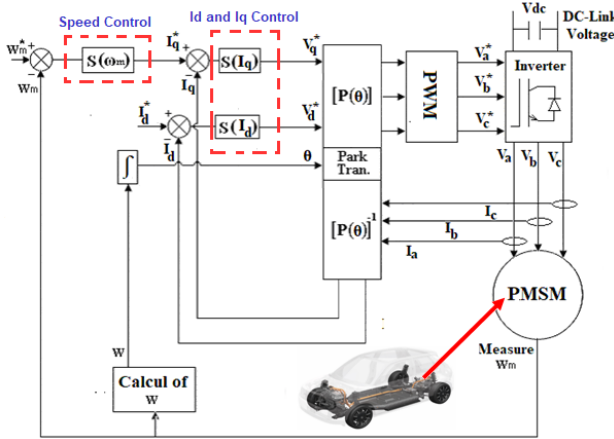 Speed Control
Id and Iq Control
Vdc
DC-Link
Voltage
Wm*
+
-
Wm
S(ωm)
Iq*
+
-
Iq
S(Iq)
Vq*
Id*
+
-
Id
S(Id)
Vd*
[P(θ)]
PWM
Va*
Vb*
Vc*
Inverter
Va
Vb
Vc
∫
θ
Park
Tran.
[P(θ)]⁻¹
Ic
Ib
Ia
PMSM
Measure
Wm
W
Calcul of
W